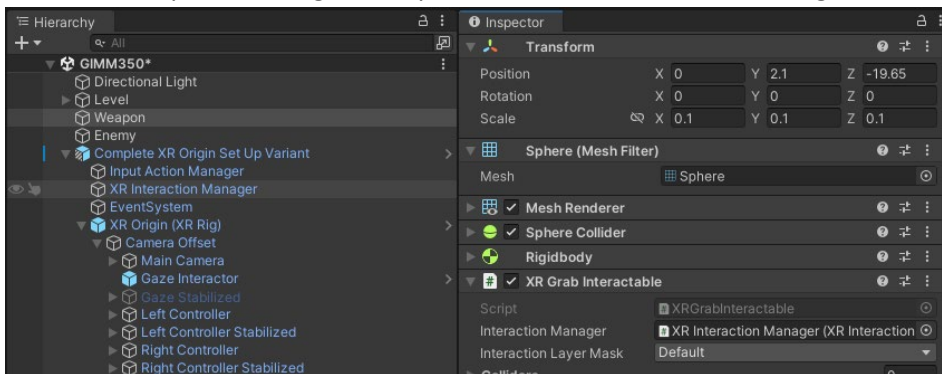 Hierarchy
All
GIMM350*
Directional Light
Level
Weapon
Enemy
Complete XR Origin Set Up Variant
Input Action Manager
XR Interaction Manager
EventSystem
XR Origin (XR Rig)
Camera Offset
Main Camera
Gaze Interactor
Gaze Stabilized
Left Controller
Left Controller Stabilized
Right Controller
Right Controller Stabilized
Inspector
Transform
Position X 0 Y 2.1 Z -19.65
Rotation X 0 Y 0 Z 0
Scale X 0.1 Y 0.1 Z 0.1
Sphere (Mesh Filter)
Mesh Sphere
Mesh Renderer
Sphere Collider
Rigidbody
# XR Grab Interactable
Script XRGrabInteractable
Interaction Manager XR Interaction Manager (XR Interaction
Interaction Layer Mask Default